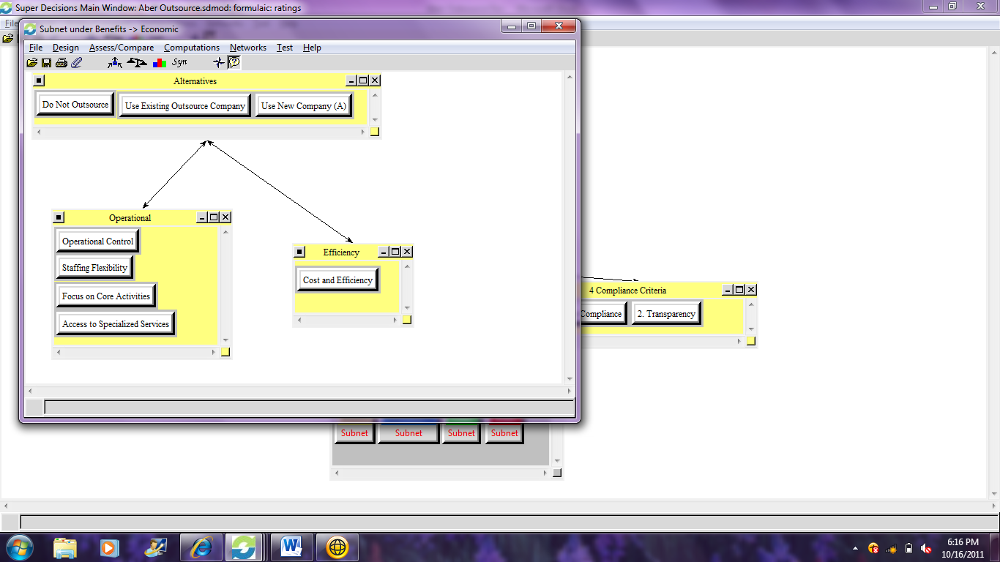 Super Decisions Main Window: Aber Outsource.sdmod: formulaic: ratings
Subnet under Benefits -> Economic
File Design Assess/Compare Computations Networks Test Help
Syn
Alternatives
Do Not Outsource Use Existing Outsource Company Use New Company (A)
Operational
Operational Control
Staffing Flexibility
Focus on Core Activities
Access to Specialized Services
Efficiency
Cost and Efficiency
4 Compliance Criteria
Compliance 2. Transparency
Subnet Subnet Subnet Subnet
6:16 PM
10/16/2011